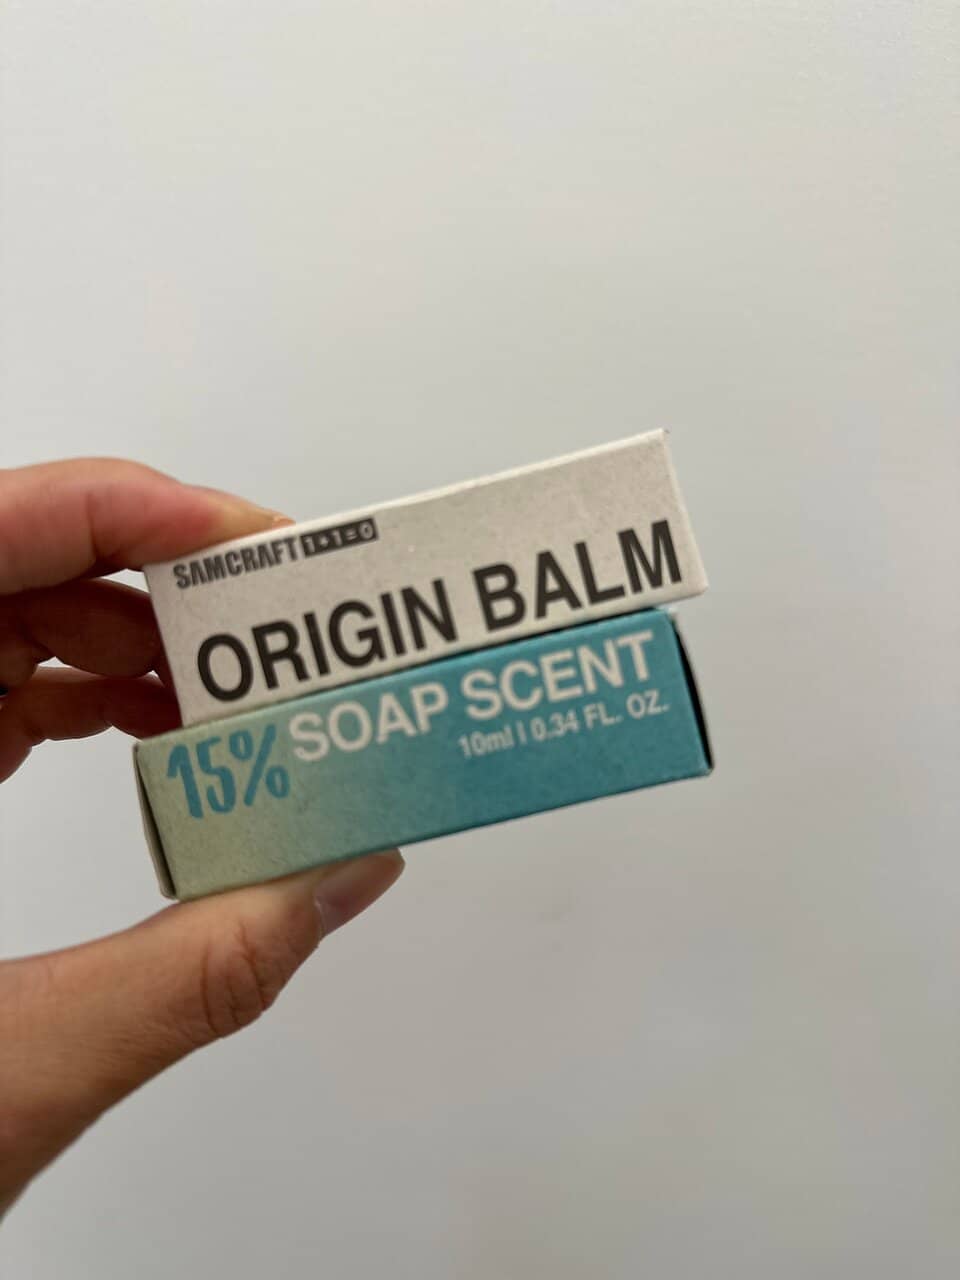 SAMCRAFT 1+1=0
ORIGIN BALM
15% SOAP SCENT
10ml | 0.34 FL. OZ.